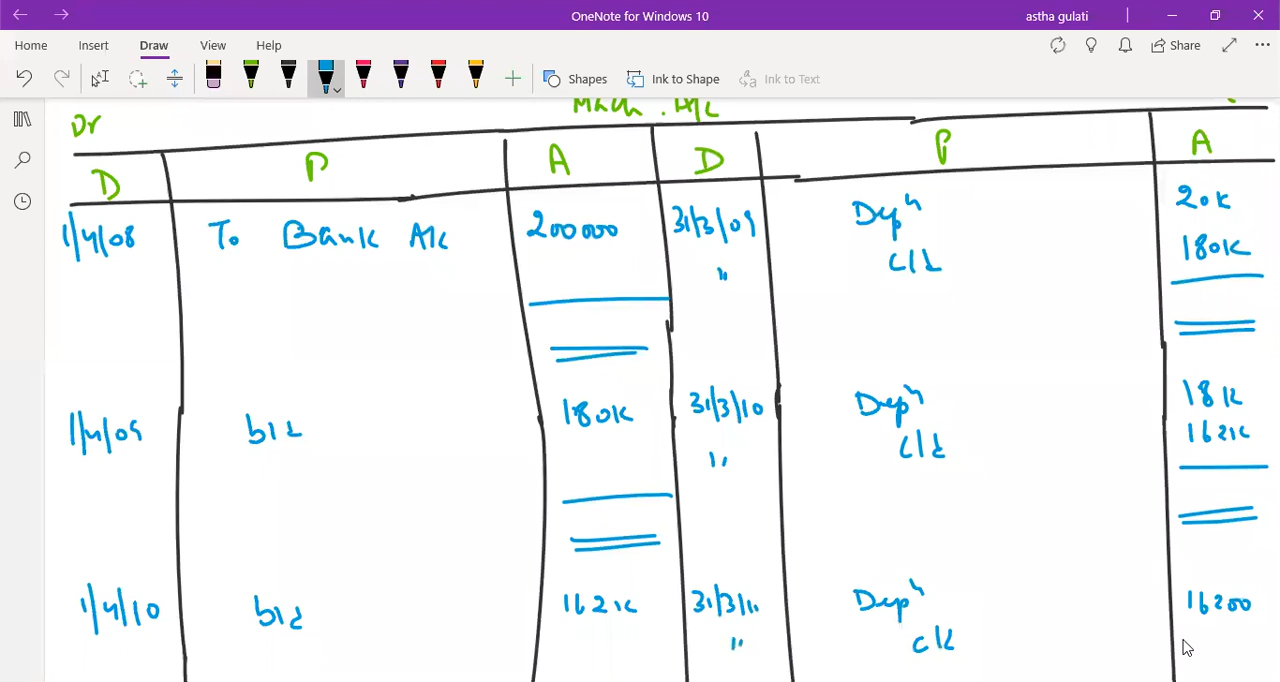 OneNote for Windows 10
astha gulati
Home Insert Draw View Help
Share
Shapes Ink to Shape Ink to Text
Dr Mach. A/c
D P A D P A
1/4/08 To Bank A/c 200000 31/3/09 Depn 20K
" c/d 180K
1/4/09 b/d 180K 31/3/10 Depn 18K
" c/d 162K
1/4/10 b/d 162K 31/3/11 Depn 16200
" c/d